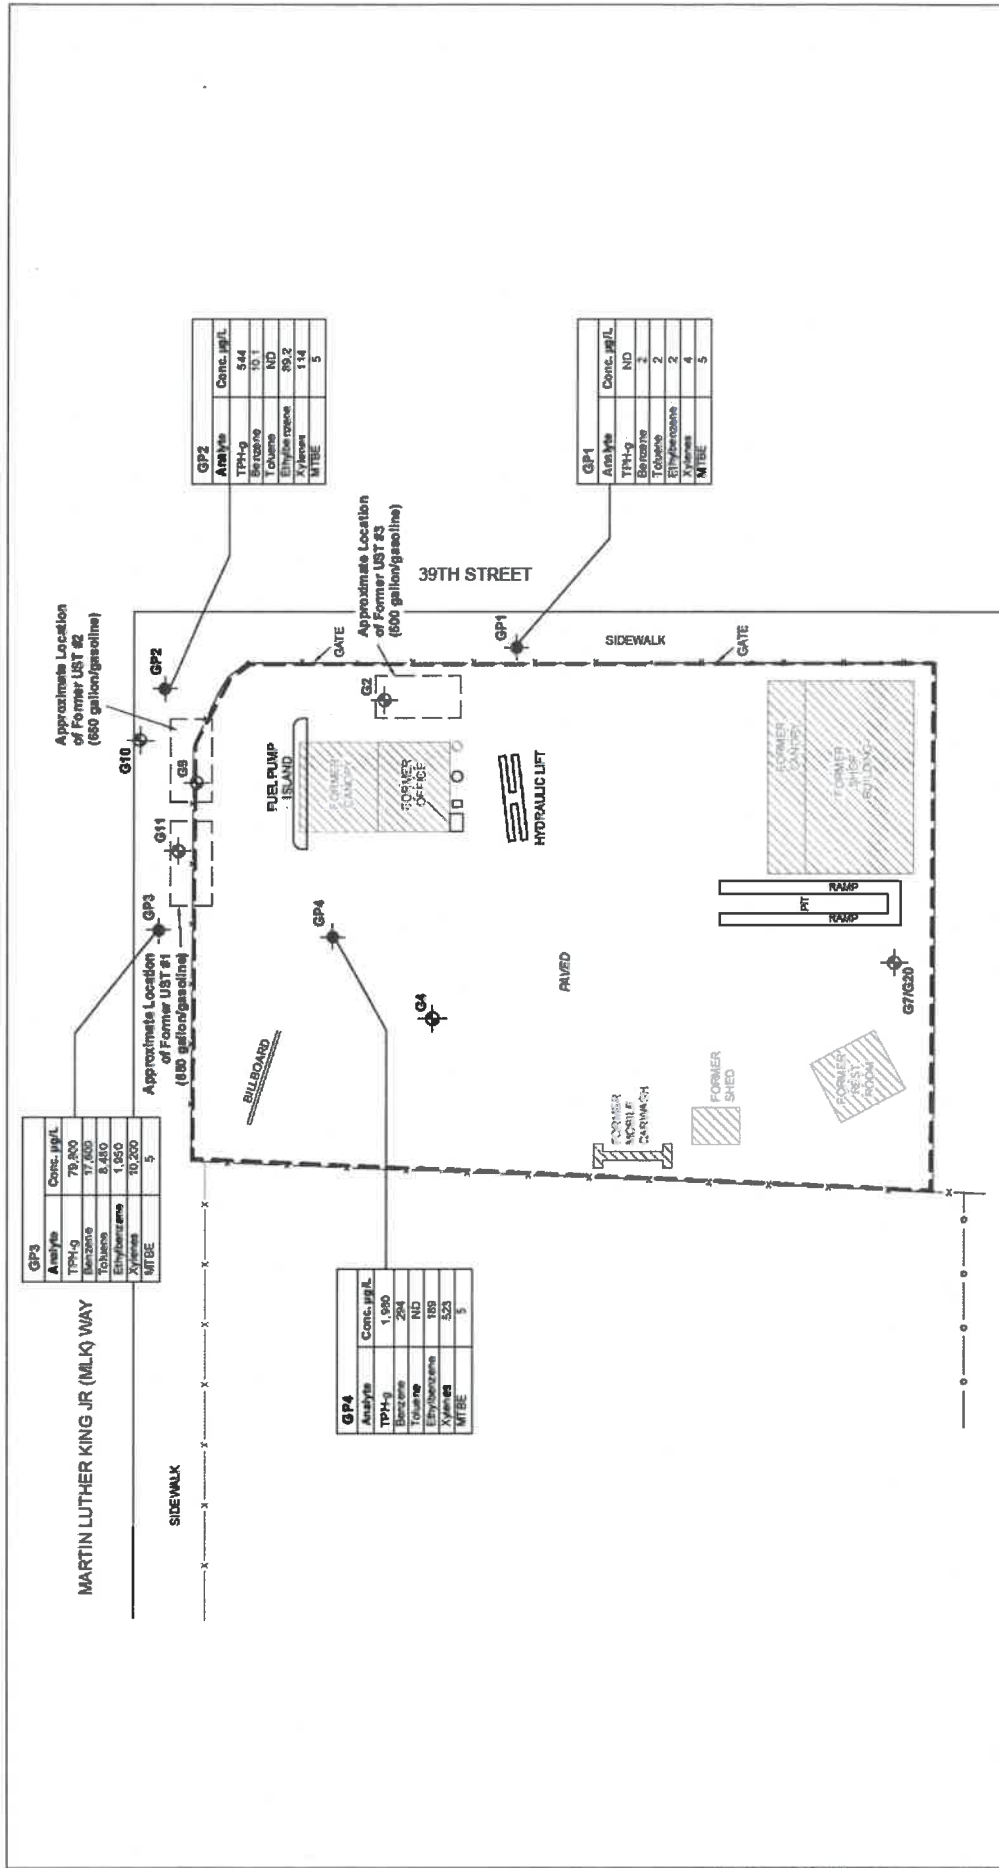 MARTIN LUTHER KING JR (MLK) WAY
SIDEWALK
GP3
Analyte Conc. µg/L
TPH-g 79,900
Benzene 17,600
Toluene 8,480
Ethylbenzene 1,950
Xylenes 10,200
MTBE 5
Approximate Location
of Former UST #1
(650 gallon/gasoline)
GP3
G11
G9
G10
GP2
Approximate Location
of Former UST #2
(650 gallon/gasoline)
GP2
Analyte Conc. µg/L
TPH-g 544
Benzene 10.1
Toluene ND
Ethylbenzene 89.2
Xylenes 114
MTBE 5
BILLBOARD
GP4
G4
FUEL PUMP
ISLAND
FORMER
CANOPY
FORMER
OFFICE
G2
GATE
Approximate Location
of Former UST #3
(500 gallon/gasoline)
39TH STREET
GP4
Analyte Conc. µg/L
TPH-g 1,980
Benzene 294
Toluene ND
Ethylbenzene 189
Xylenes 523
MTBE 5
HYDRAULIC LIFT
PAVED
GP1
SIDEWALK
GATE
GP1
Analyte Conc. µg/L
TPH-g ND
Benzene 2
Toluene 2
Ethylbenzene 2
Xylenes 4
MTBE 5
FORMER
MOBILE
CARWASH
FORMER
SHED
FORMER
REST
ROOM
RAMP
PIT
RAMP
FORMER
CANOPY
FORMER
SHOP
BUILDING
G7/G20